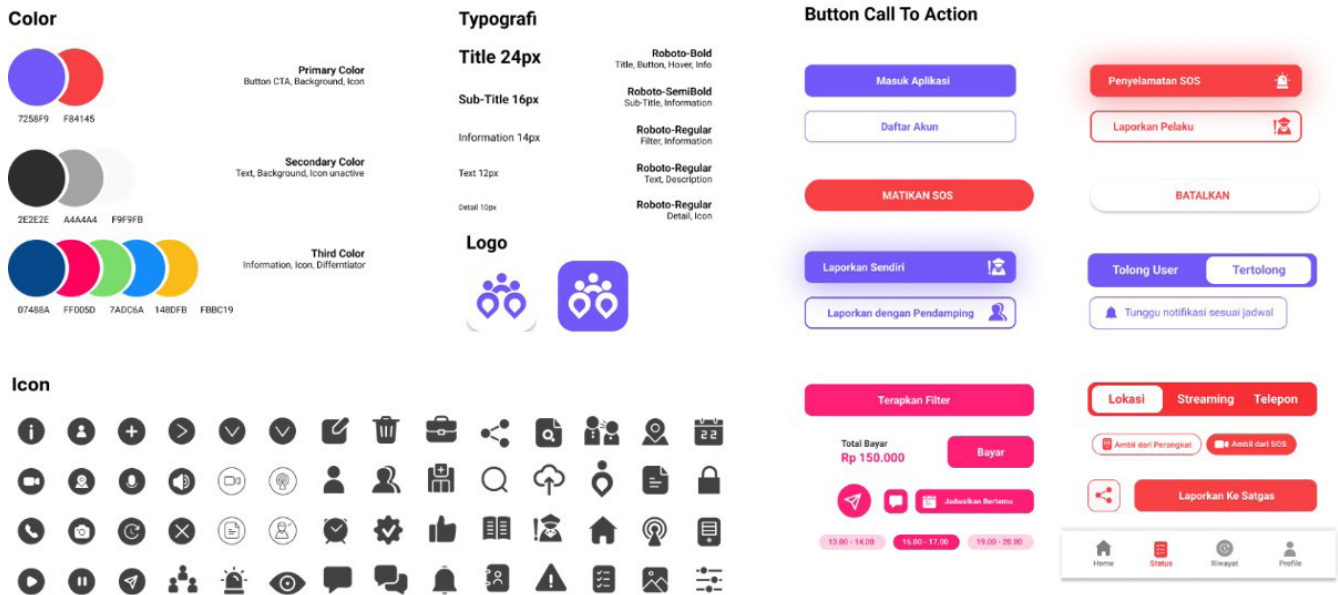 Color
Primary Color
Button CTA, Background, Icon
7258F9 F84145
Secondary Color
Text, Background, Icon unactive
2E2E2E A4A4A4 F9F9FB
Third Color
Information, Icon, Differntiator
07488A FF005D 7ADC6A 148DFB FBBC19
Typografi
Title 24px
Roboto-Bold
Title, Button, Hover, Info
Sub-Title 16px
Roboto-SemiBold
Sub-Title, Information
Information 14px
Roboto-Regular
Filter, Information
Text 12px
Roboto-Regular
Text, Description
Detail 10px
Roboto-Regular
Detail, Icon
Logo
Icon
22
Button Call To Action
Masuk Aplikasi
Daftar Akun
MATIKAN SOS
Laporkan Sendiri
Laporkan dengan Pendamping
Terapkan Filter
Total Bayar
Rp 150.000
Bayar
Jadwalkan Bertemu
13.00 - 14.00 16.00 - 17.00 19.00 - 20.00
Penyelamatan SOS
Laporkan Pelaku
BATALKAN
Tolong User Tertolong
Tunggu notifikasi sesuai jadwal
Lokasi Streaming Telepon
Ambil dari Perangkat Ambil dari SOS
Laporkan Ke Satgas
Home Status Riwayat Profile